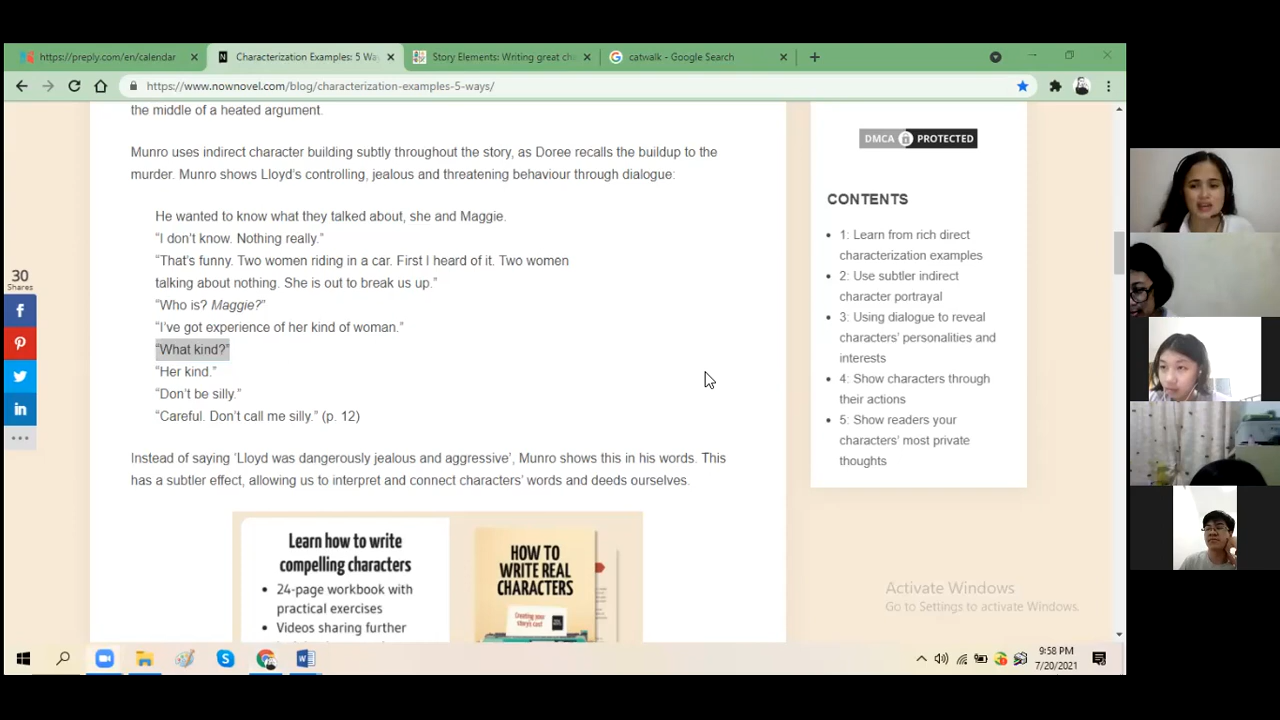 https://preply.com/en/calendar
Characterization Examples: 5 Wa
Story Elements: Writing great ch
catwalk - Google Search
https://www.nownovel.com/blog/characterization-examples-5-ways/
the middle of a heated argument.
Munro uses indirect character building subtly throughout the story, as Doree recalls the buildup to the
murder. Munro shows Lloyd's controlling, jealous and threatening behaviour through dialogue:
He wanted to know what they talked about, she and Maggie.
“I don't know. Nothing really.”
“That's funny. Two women riding in a car. First I heard of it. Two women
talking about nothing. She is out to break us up.”
“Who is? Maggie?”
“I've got experience of her kind of woman.”
“What kind?”
“Her kind.”
“Don't be silly.”
“Careful. Don't call me silly.” (p. 12)
Instead of saying 'Lloyd was dangerously jealous and aggressive', Munro shows this in his words. This
has a subtler effect, allowing us to interpret and connect characters' words and deeds ourselves.
30
Shares
Learn how to write
compelling characters
• 24-page workbook with
practical exercises
• Videos sharing further
HOW TO
WRITE REAL
CHARACTERS
DMCA PROTECTED
CONTENTS
• 1: Learn from rich direct
characterization examples
• 2: Use subtler indirect
character portrayal
• 3: Using dialogue to reveal
characters' personalities and
interests
• 4: Show characters through
their actions
• 5: Show readers your
characters' most private
thoughts
Activate Windows
Go to Settings to activate Windows.
9:58 PM
7/20/2021